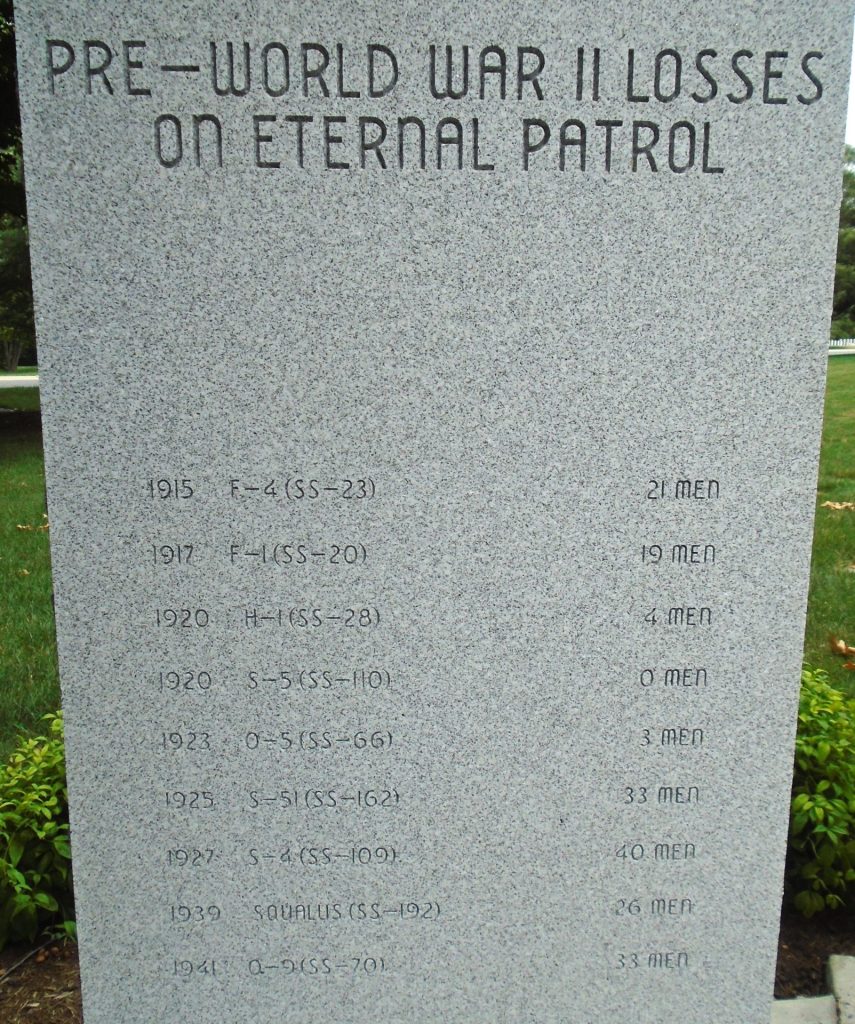 PRE-WORLD WAR II LOSSES
ON ETERNAL PATROL
1915 F-4 (SS-23) 21 MEN
1917 F-1 (SS-20) 19 MEN
1920 H-1 (SS-28) 4 MEN
1920 S-5 (SS-110) 0 MEN
1923 O-5 (SS-66) 3 MEN
1925 S-51 (SS-162) 33 MEN
1927 S-4 (SS-109) 40 MEN
1939 SQUALUS (SS-192) 26 MEN
1941 O-9 (SS-70) 33 MEN